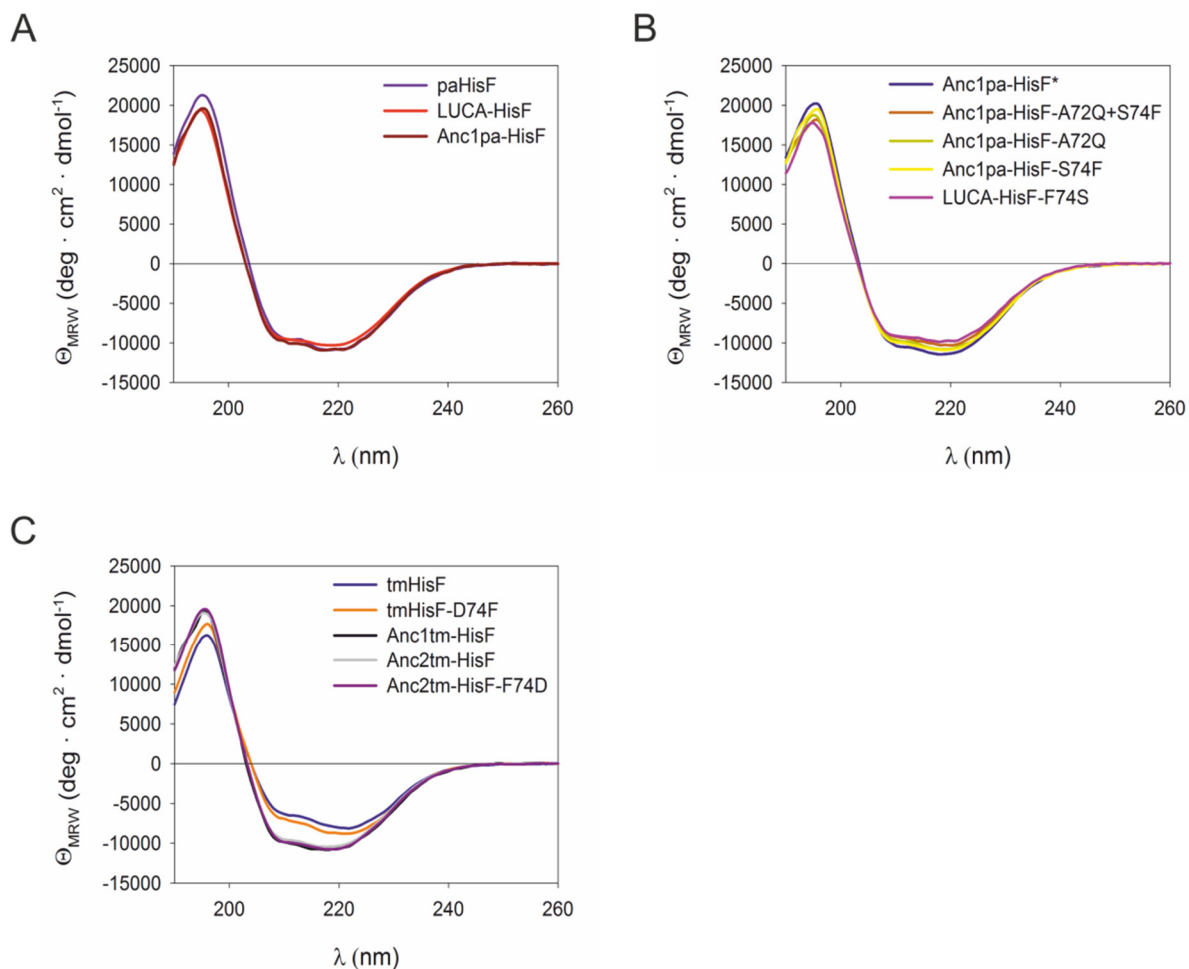 A
25000
20000
15000
10000
5000
0
-5000
-10000
-15000
200
220
240
260
λ (nm)
ΘMRW (deg · cm² · dmol⁻¹)
paHisF
LUCA-HisF
Anc1pa-HisF
B
25000
20000
15000
10000
5000
0
-5000
-10000
-15000
200
220
240
260
λ (nm)
ΘMRW (deg · cm² · dmol⁻¹)
Anc1pa-HisF*
Anc1pa-HisF-A72Q+S74F
Anc1pa-HisF-A72Q
Anc1pa-HisF-S74F
LUCA-HisF-F74S
C
25000
20000
15000
10000
5000
0
-5000
-10000
-15000
200
220
240
260
λ (nm)
ΘMRW (deg · cm² · dmol⁻¹)
tmHisF
tmHisF-D74F
Anc1tm-HisF
Anc2tm-HisF
Anc2tm-HisF-F74D